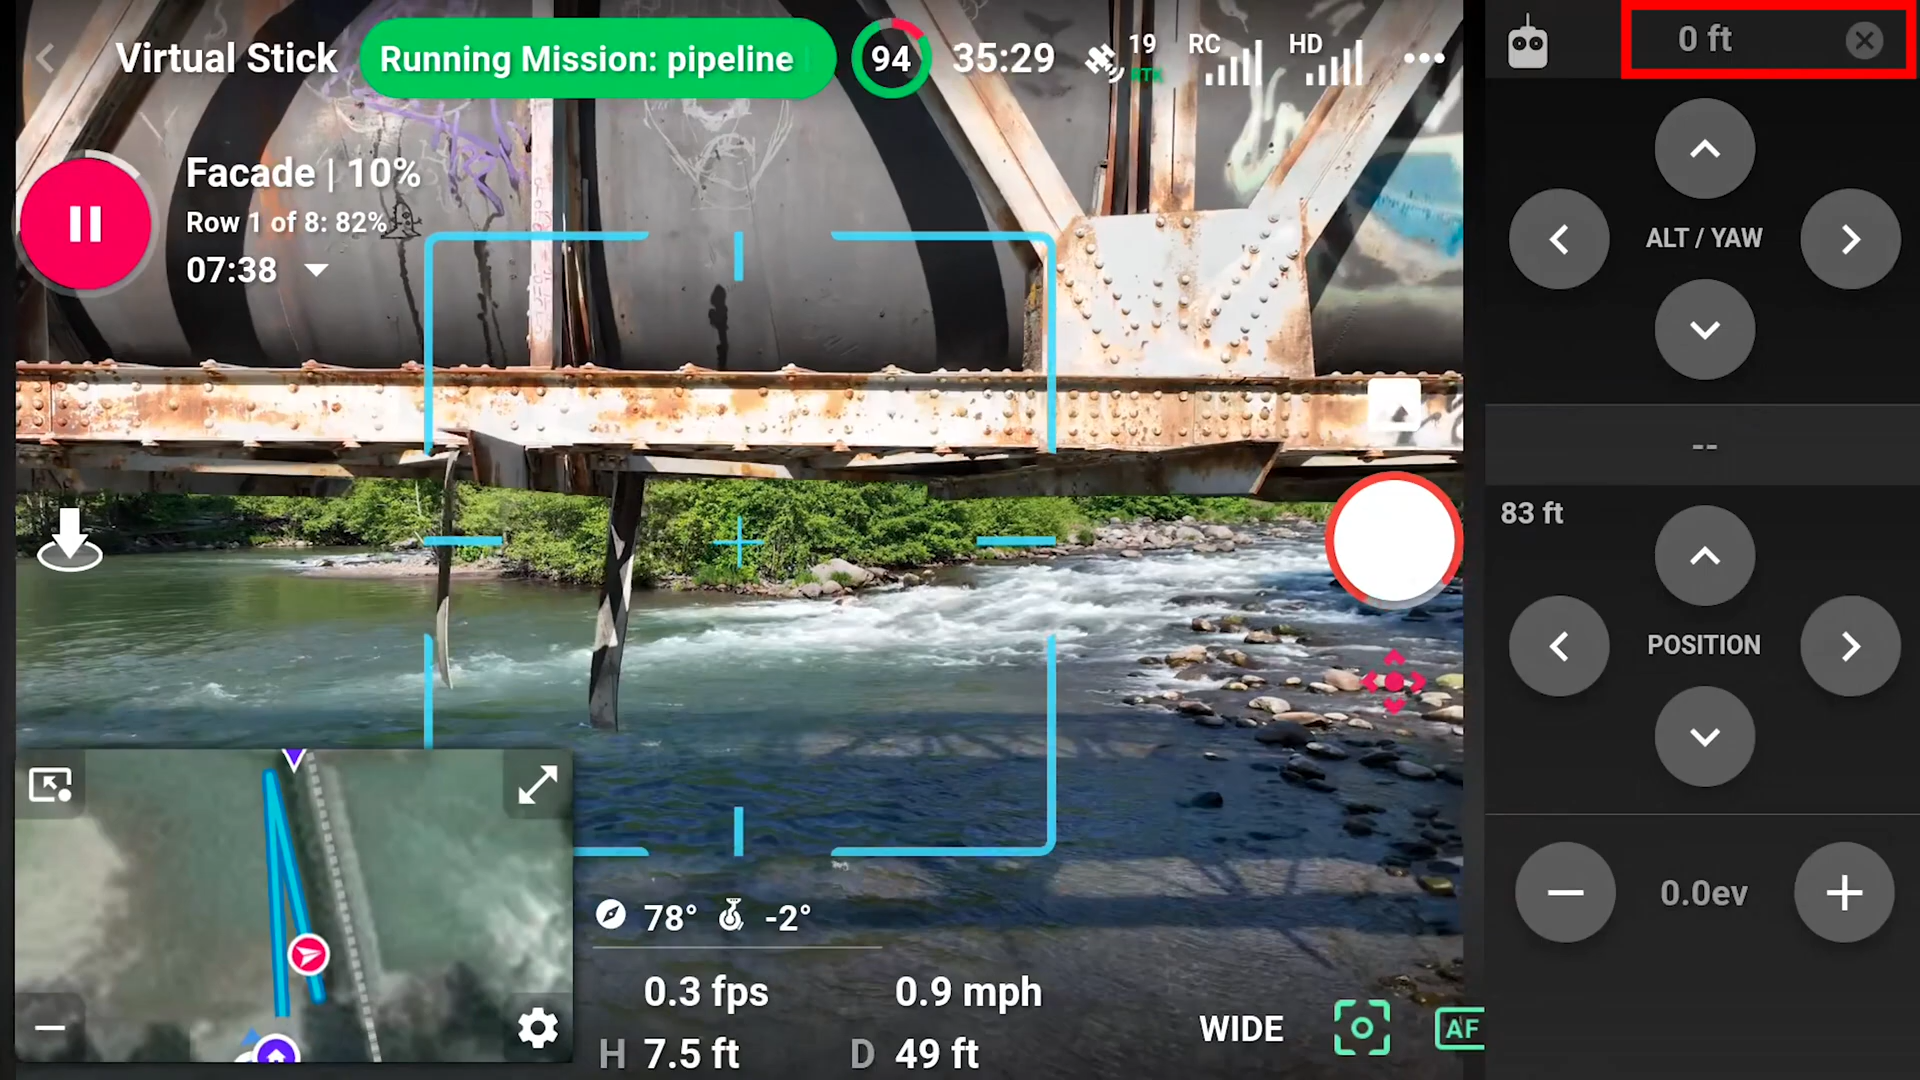 Virtual Stick
Running Mission: pipeline
94
35:29
19
RTK
RC
HD
0 ft
Facade | 10%
Row 1 of 8: 82%
07:38
ALT / YAW
--
83 ft
POSITION
0.0ev
78°
-2°
0.3 fps
0.9 mph
H 7.5 ft
D 49 ft
WIDE
AF